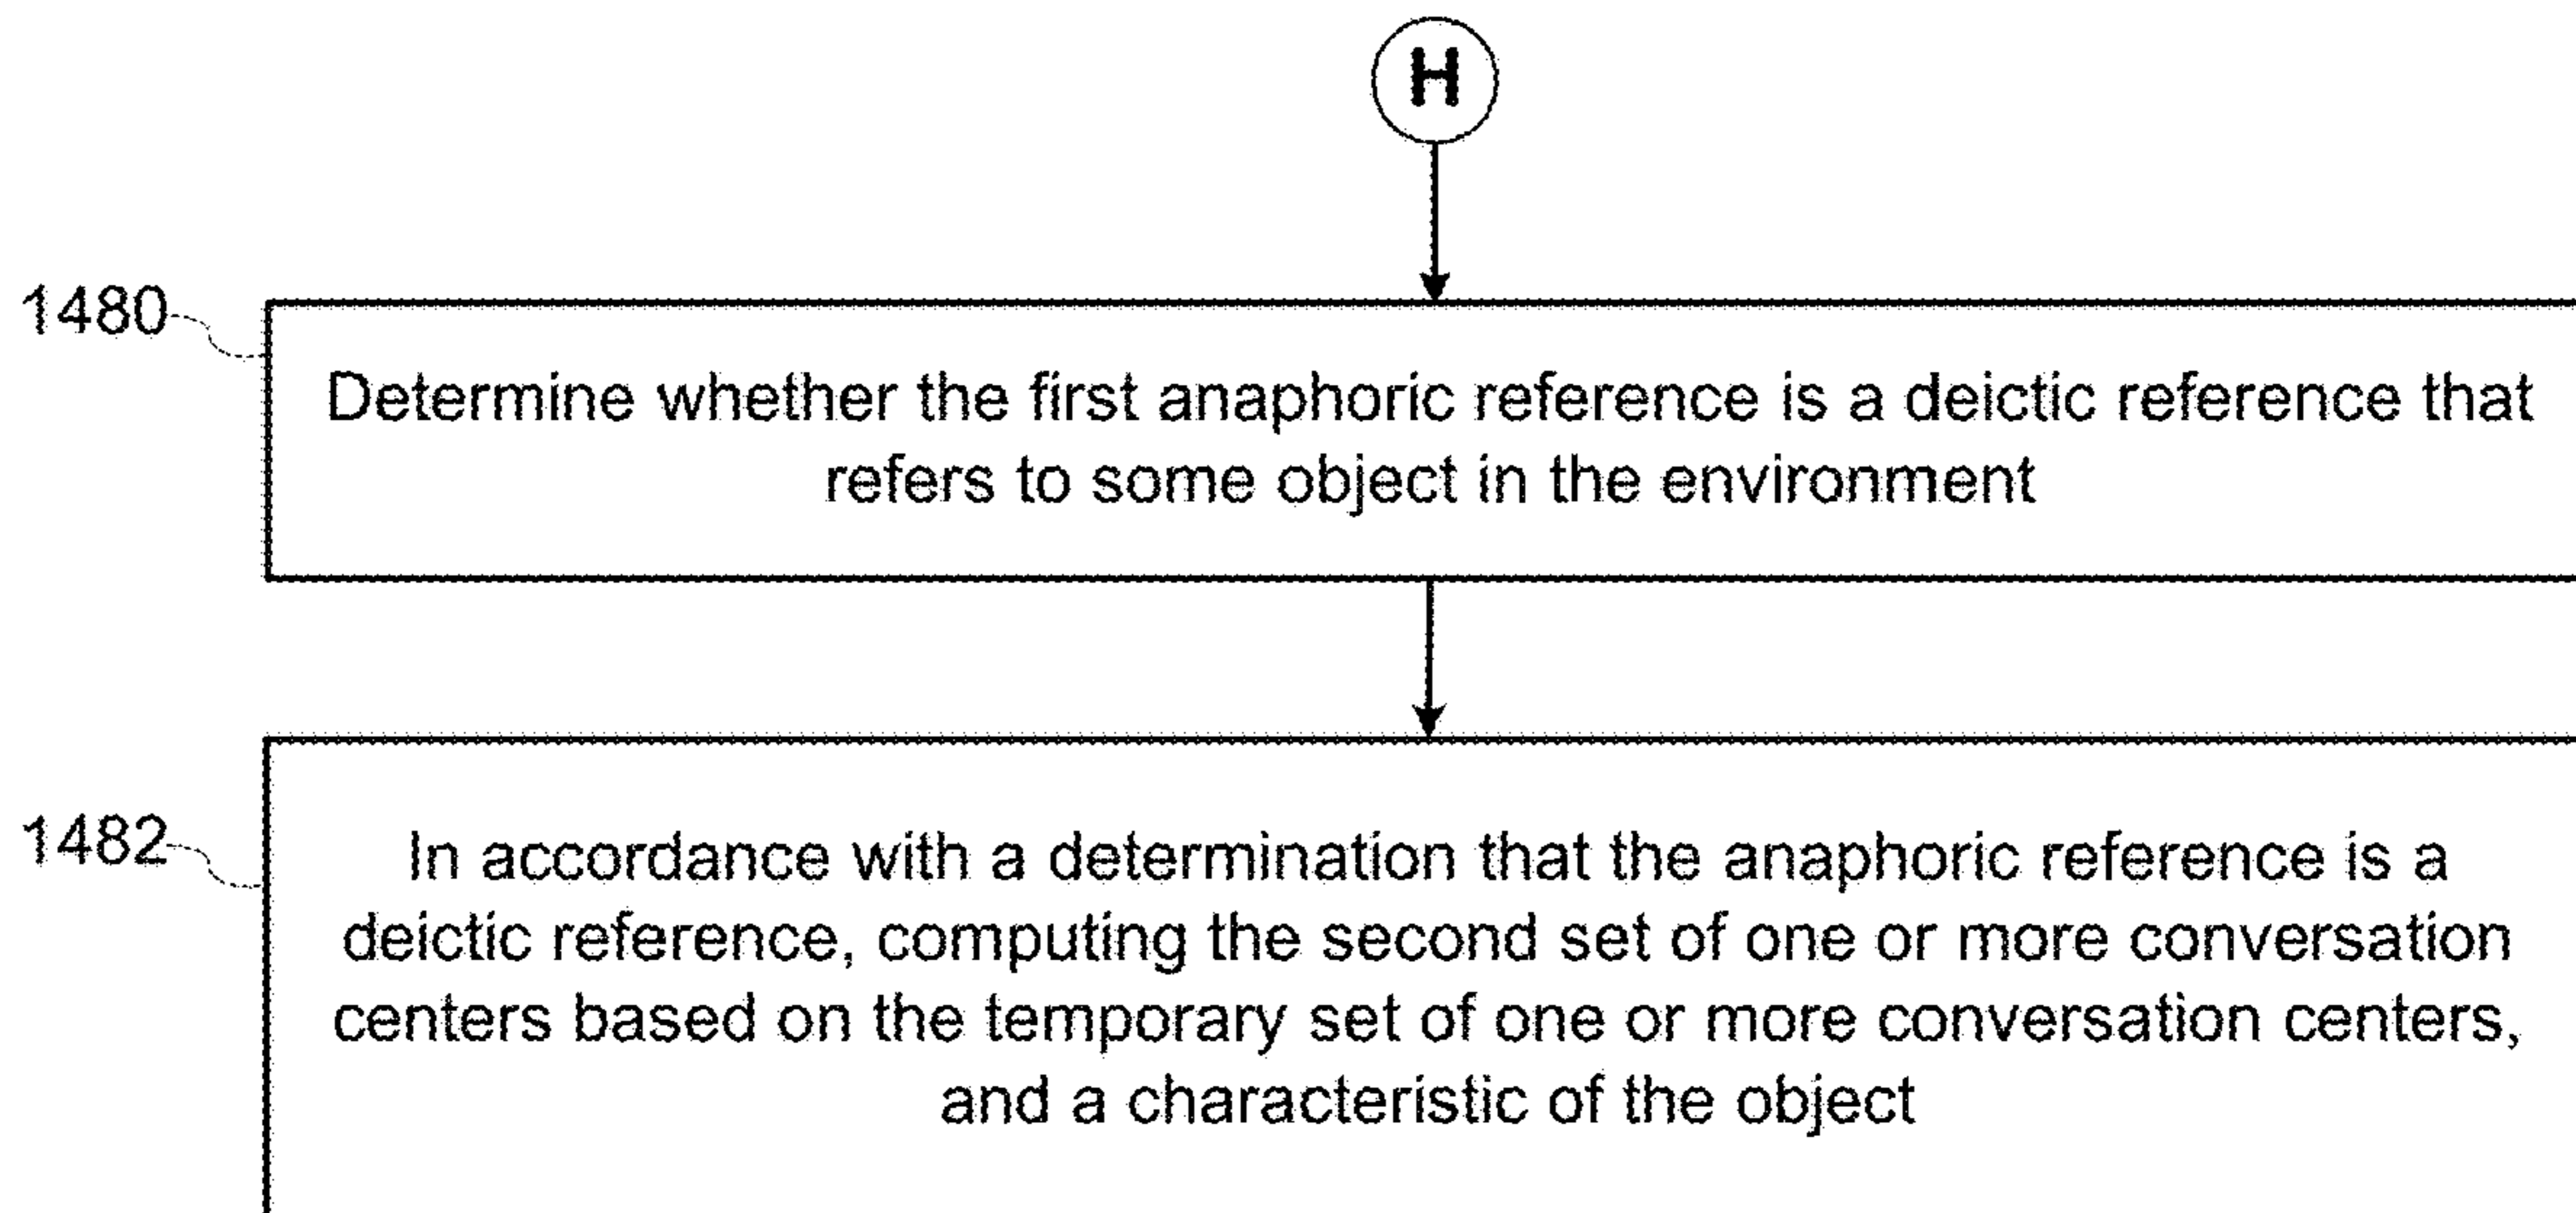 H
1480
Determine whether the first anaphoric reference is a deictic reference that
refers to some object in the environment
1482
In accordance with a determination that the anaphoric reference is a
deictic reference, computing the second set of one or more conversation
centers based on the temporary set of one or more conversation centers,
and a characteristic of the object